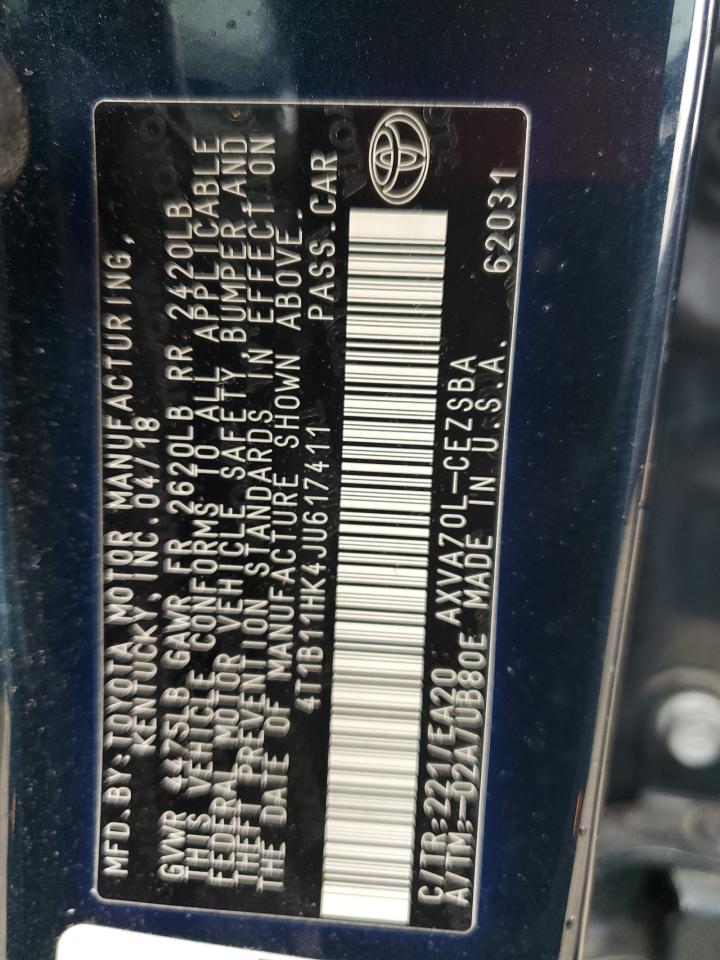 MFD.BY:TOYOTA MOTOR MANUFACTURING,
KENTUCKY,INC.04/18
GVWR 4475LB GAWR FR 2620LB RR 2420LB
THIS VEHICLE CONFORMS TO ALL APPLICABLE
FEDERAL MOTOR VEHICLE SAFETY,BUMPER AND
THEFT PREVENTION STANDARDS IN EFFECT ON
THE DATE OF MANUFACTURE SHOWN ABOVE.
4T1B11HK4JU617411 PASS.CAR
C/TR:221/EA20 AXVA70L-CEZSBA
A/TM:-02A/UB80E MADE IN U.S.A. 62031